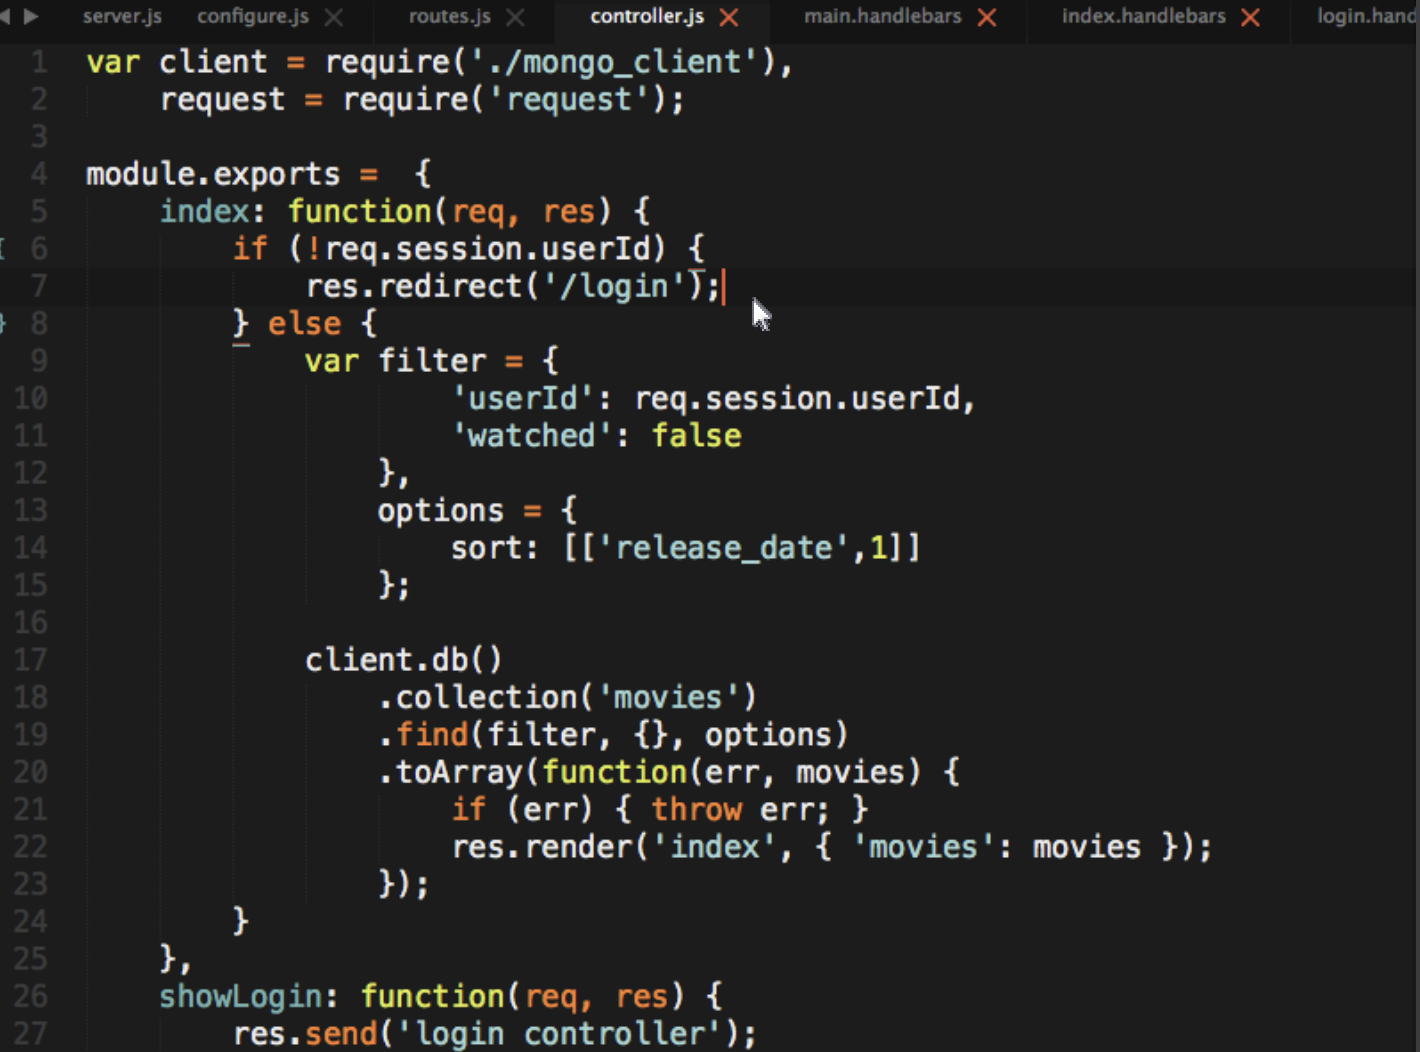 server.js configure.js routes.js controller.js main.handlebars index.handlebars login.hand
1 var client = require('./mongo_client'),
2     request = require('request');
3
4 module.exports =  {
5     index: function(req, res) {
6         if (!req.session.userId) {
7             res.redirect('/login');
8         } else {
9             var filter = {
10                     'userId': req.session.userId,
11                     'watched': false
12                 },
13                 options = {
14                     sort: [['release_date',1]]
15                 };
16
17             client.db()
18                 .collection('movies')
19                 .find(filter, {}, options)
20                 .toArray(function(err, movies) {
21                     if (err) { throw err; }
22                     res.render('index', { 'movies': movies });
23                 });
24         }
25     },
26     showLogin: function(req, res) {
27         res.send('login controller');